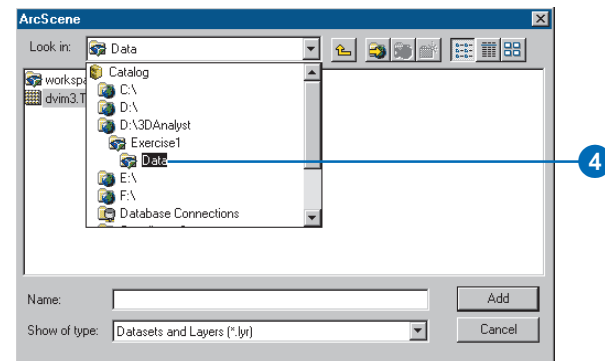 ArcScene
Look in: Data
workspa
dvim3.T
Catalog
C:\
D:\
D:\3DAnalyst
Exercise1
Data
4
E:\
F:\
Database Connections
Name:
Add
Show of type: Datasets and Layers (*.lyr)
Cancel